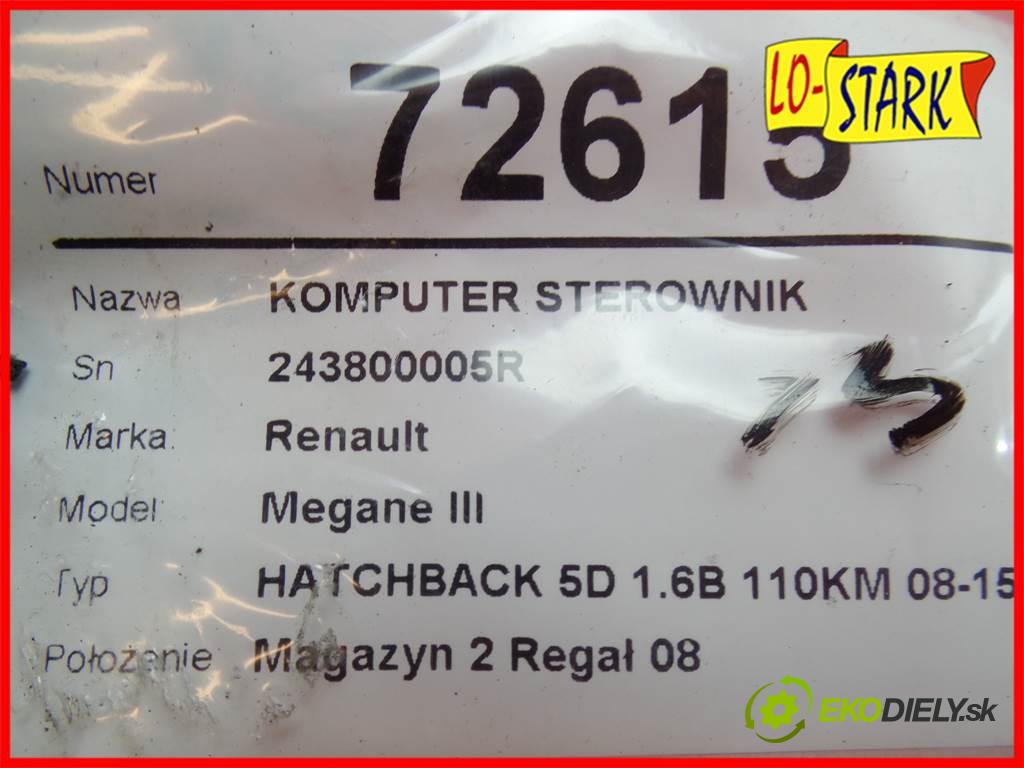 LO-STARK
Numer 72615
Nazwa KOMPUTER STEROWNIK
Sn 243800005R
Marka: Renault
Model: Megane III
Typ HATCHBACK 5D 1.6B 110KM 08-15
Położenie Magazyn 2 Regał 08
EKODIELY.sk